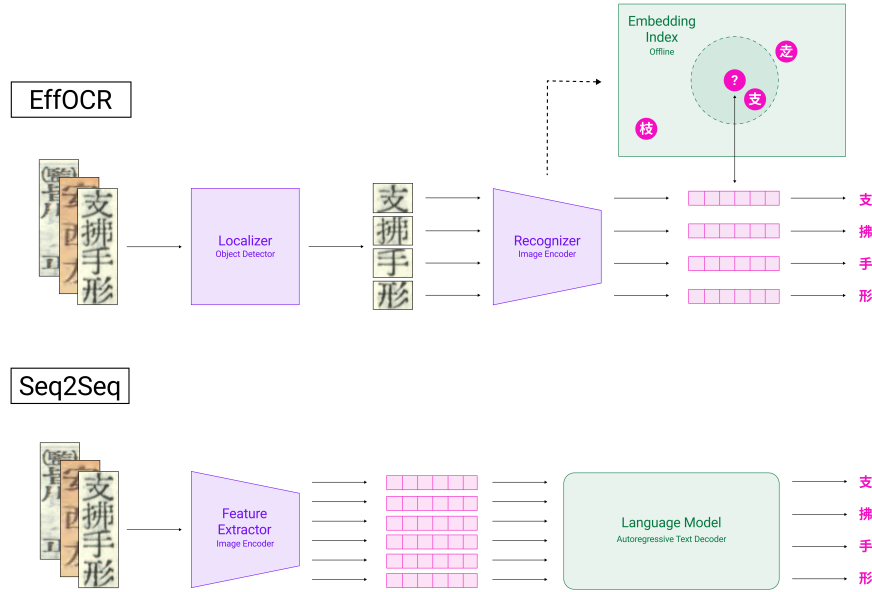 EffOCR
Embedding
Index
Offline
㢟
?
支
枝
支
拂
手
形
Localizer
Object Detector
支
拂
手
形
Recognizer
Image Encoder
支
拂
手
形
Seq2Seq
支
拂
手
形
Feature
Extractor
Image Encoder
Language Model
Autoregressive Text Decoder
支
拂
手
形